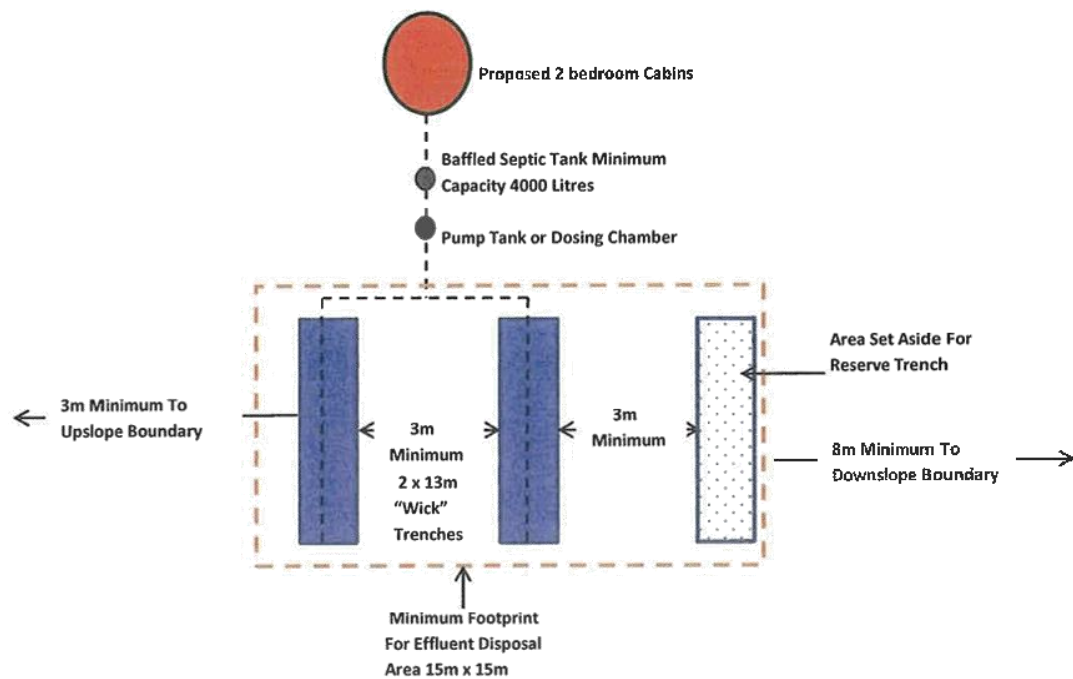 Proposed 2 bedroom Cabins
Baffled Septic Tank Minimum
Capacity 4000 Litres
Pump Tank or Dosing Chamber
Area Set Aside For
Reserve Trench
3m Minimum To
Upslope Boundary
3m
Minimum
2 x 13m
“Wick”
Trenches
3m
Minimum
8m Minimum To
Downslope Boundary
Minimum Footprint
For Effluent Disposal
Area 15m x 15m